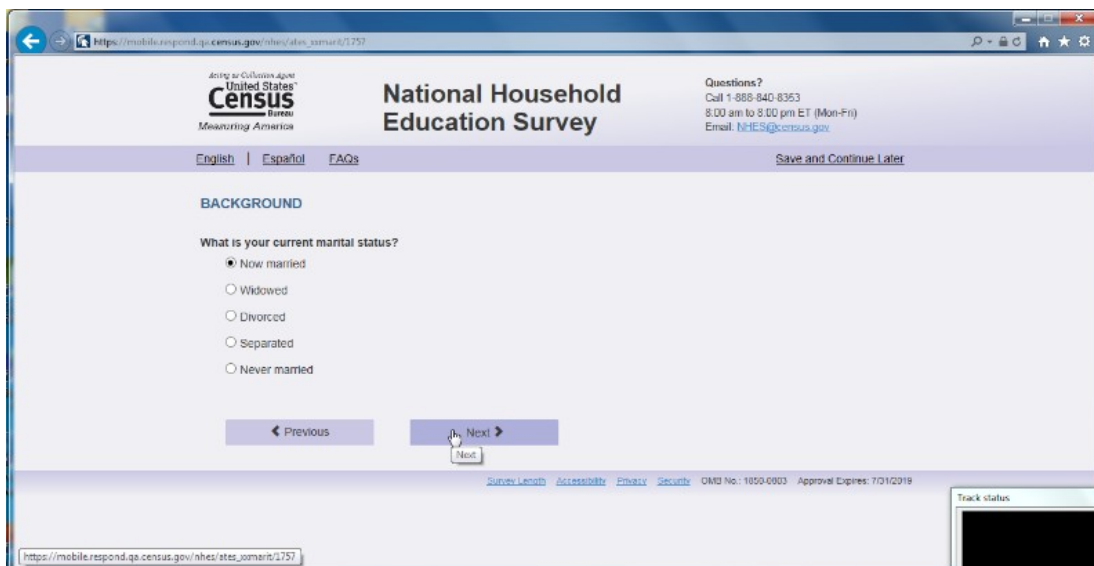 https://mobile.respond.qa.census.gov/nhes/ates_xxmarit/1757
Acting as Collection Agent
United States
Census
Bureau
Measuring America
National Household
Education Survey
Questions?
Call 1-888-840-8353
8:00 am to 8:00 pm ET (Mon-Fri)
Email: NHES@census.gov
English | Español FAQs Save and Continue Later
BACKGROUND
What is your current marital status?
Now married
Widowed
Divorced
Separated
Never married
Previous Next
Next
Survey Length Accessibility Privacy Security OMB No.: 1850-0803 Approval Expires: 7/31/2019
Track status
https://mobile.respond.qa.census.gov/nhes/ates_xxmarit/1757